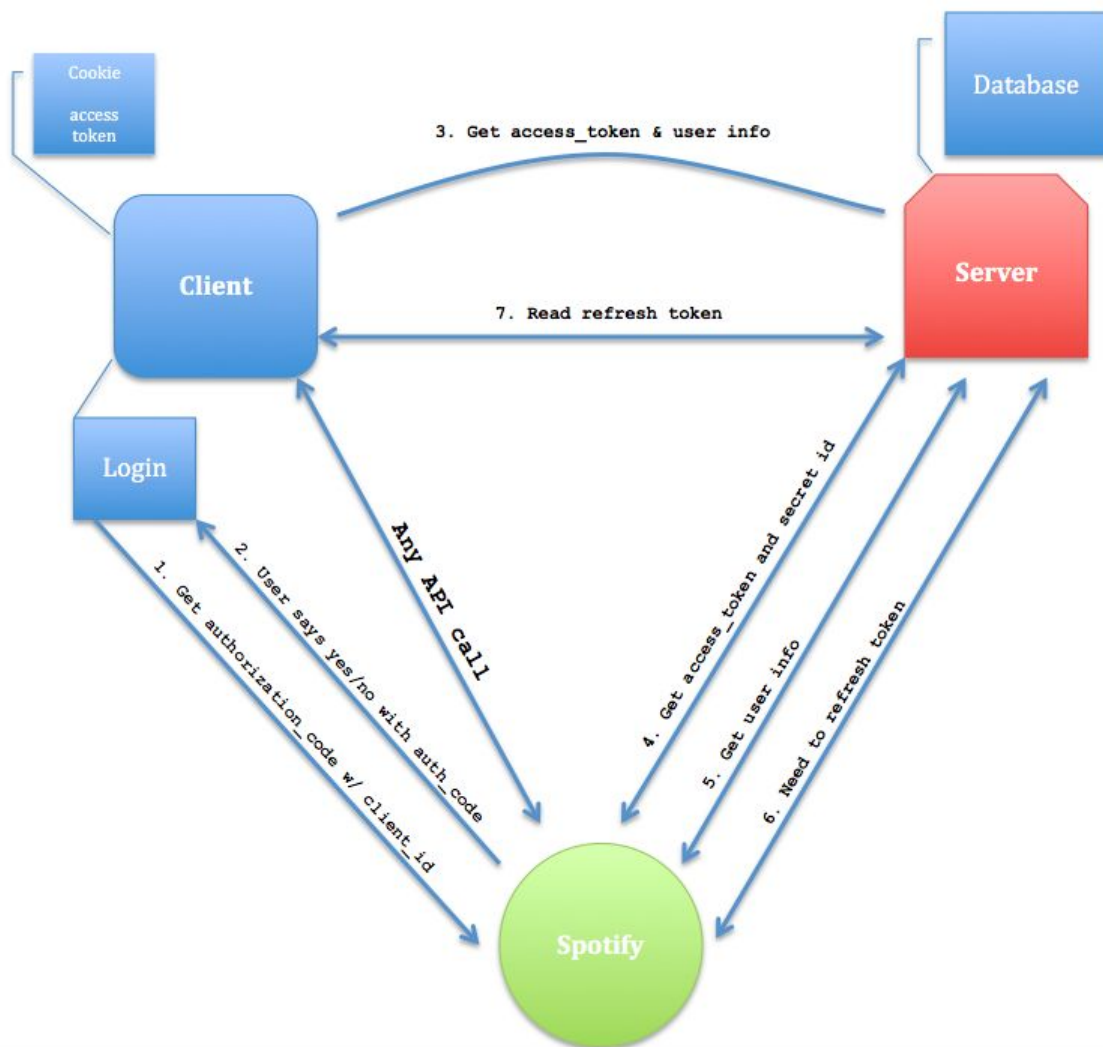 Cookie
access
token
Database
3. Get access_token & user info
Client
Server
7. Read refresh token
Login
1. Get authorization_code w/ client_id
2. User says yes/no with auth_code
Any API call
4. Get access_token and secret id
5. Get user info
6. Need to refresh token
Spotify